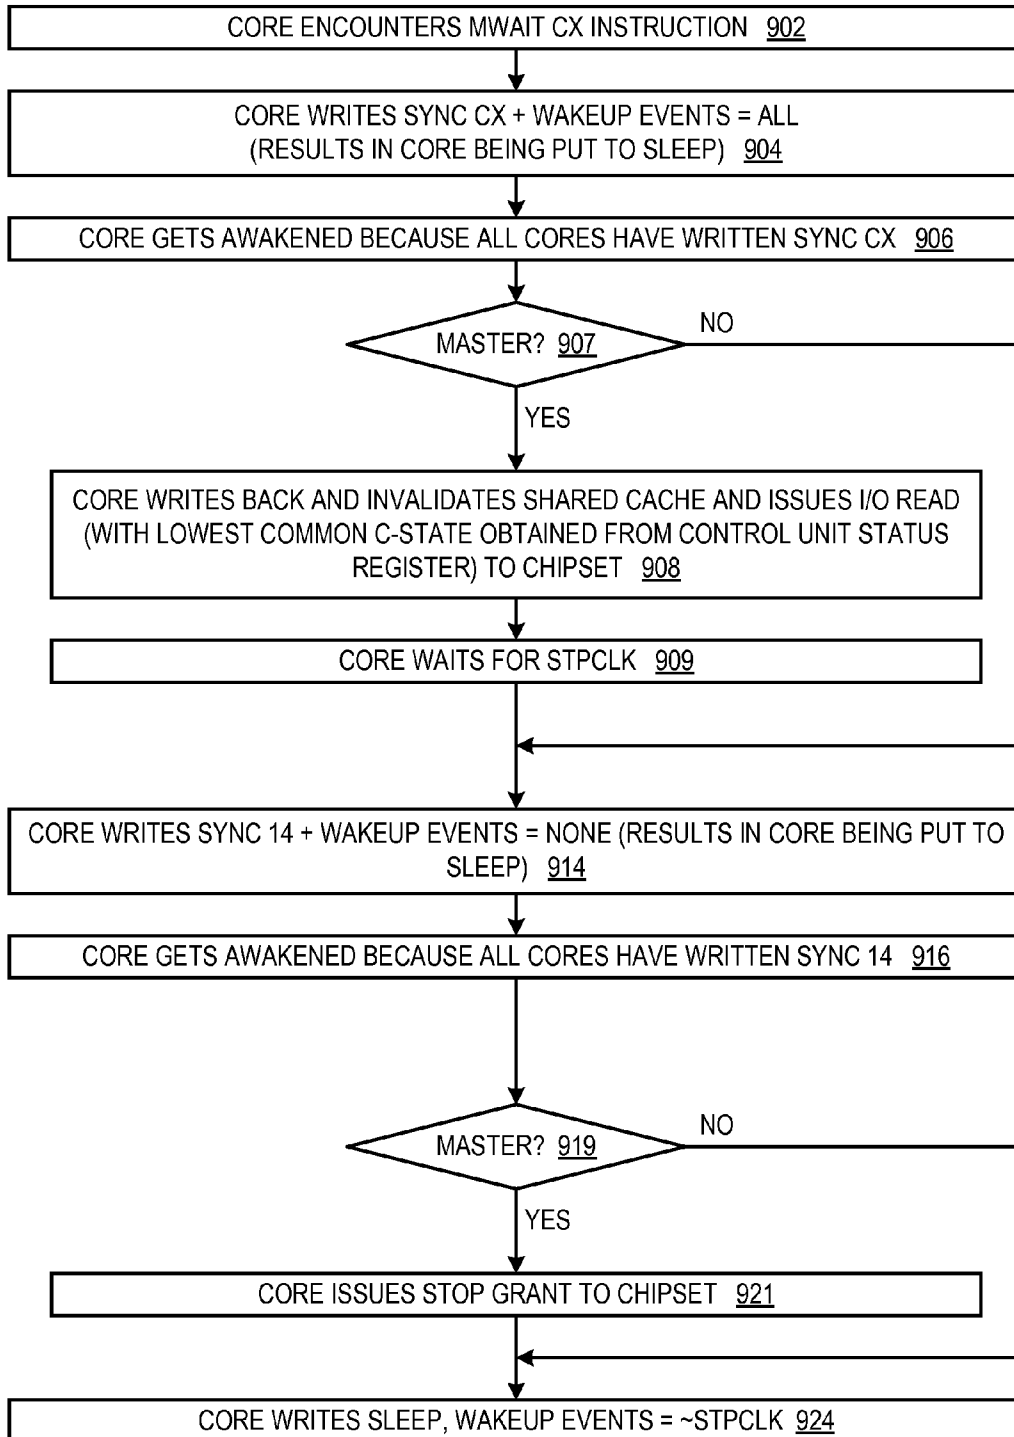 CORE ENCOUNTERS MWAIT CX INSTRUCTION 902
CORE WRITES SYNC CX + WAKEUP EVENTS = ALL
(RESULTS IN CORE BEING PUT TO SLEEP) 904
CORE GETS AWAKENED BECAUSE ALL CORES HAVE WRITTEN SYNC CX 906
MASTER? 907
NO
YES
CORE WRITES BACK AND INVALIDATES SHARED CACHE AND ISSUES I/O READ
(WITH LOWEST COMMON C-STATE OBTAINED FROM CONTROL UNIT STATUS
REGISTER) TO CHIPSET 908
CORE WAITS FOR STPCLK 909
CORE WRITES SYNC 14 + WAKEUP EVENTS = NONE (RESULTS IN CORE BEING PUT TO
SLEEP) 914
CORE GETS AWAKENED BECAUSE ALL CORES HAVE WRITTEN SYNC 14 916
MASTER? 919
NO
YES
CORE ISSUES STOP GRANT TO CHIPSET 921
CORE WRITES SLEEP, WAKEUP EVENTS = ~STPCLK 924